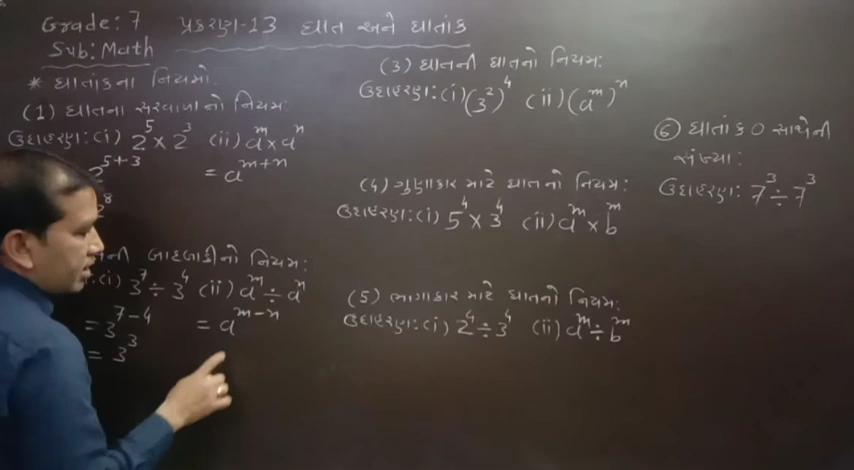 Grade: 7 પ્રકરણ-13 ઘાત અને ઘાતાંક
Sub: Math
* ઘાતાંકના નિયમો:
(1) ઘાતના સરવાળાનો નિયમ:
ઉદાહરણ: (i) 2⁵ × 2³ (ii) aᵐ × aⁿ
2⁵⁺³ = aᵐ⁺ⁿ
2⁸
ની બાદબાકીનો નિયમ:
(i) 3⁷ ÷ 3⁴ (ii) aᵐ ÷ aⁿ
= 3⁷⁻⁴ = aᵐ⁻ⁿ
= 3³
(3) ઘાતની ઘાતનો નિયમ:
ઉદાહરણ: (i) (3²)⁴ (ii) (aᵐ)ⁿ
(4) ગુણાકાર માટે ઘાતનો નિયમ:
ઉદાહરણ: (i) 5⁴ × 3⁴ (ii) aᵐ × bᵐ
(5) ભાગાકાર માટે ઘાતનો નિયમ:
ઉદાહરણ: (i) 2⁴ ÷ 3⁴ (ii) aᵐ ÷ bᵐ
⑥ ઘાતાંક 0 સાથેની
સંખ્યા:
ઉદાહરણ: 7³ ÷ 7³